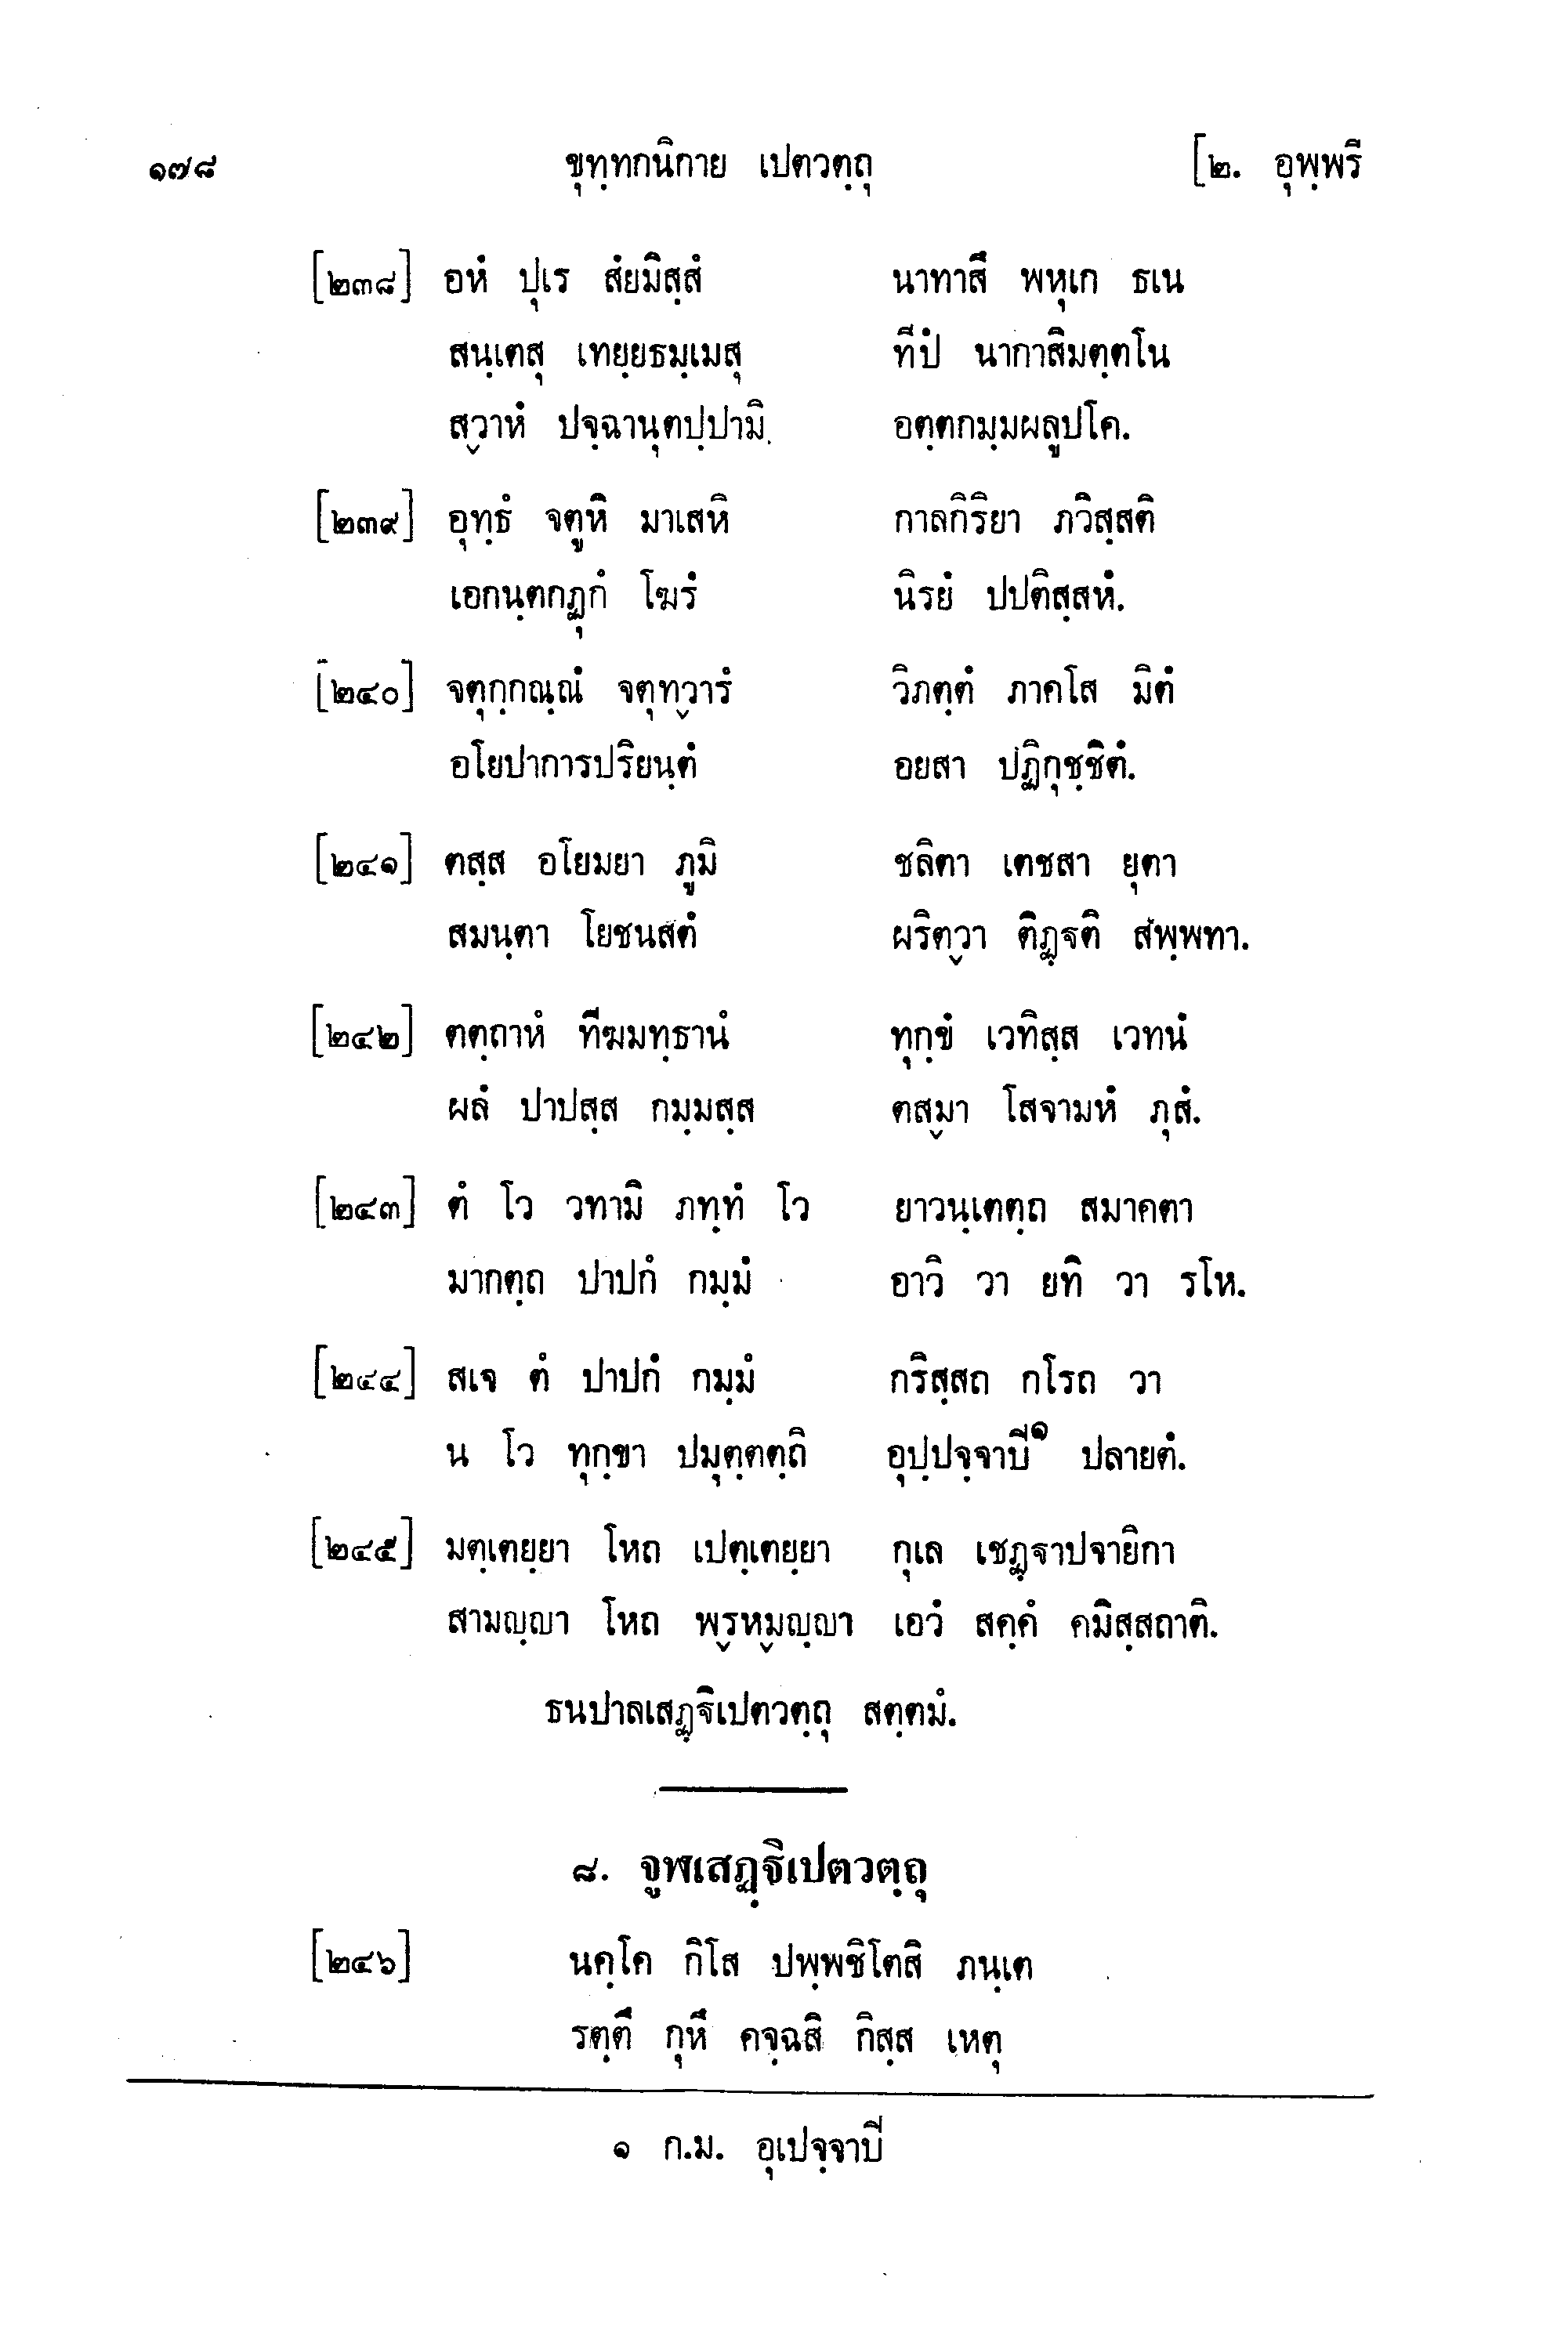 ๑๗๘ ขุทฺทกนิกาย เปตวตฺถุ [๒. อุพฺพรี
[๒๓๘] อหํ ปุเร สํยมิสฺสํ นาทาสึ พหุเก ธเน
สนฺเตสุ เทยฺยธมฺเมสุ ทีปํ นากาสิมตฺตโน
สฺวาหํ ปจฺฉานุตปฺปามิ อตฺตกมฺมผลูปโค.
[๒๓๙] อุทฺธํ จตูหิ มาเสหิ กาลกิริยา ภวิสฺสติ
เอกนฺตกฏุกํ โฆรํ นิรยํ ปปติสฺสหํ.
[๒๔๐] จตุกฺกณฺณํ จตุทฺวารํ วิภตฺตํ ภาคโส มิตํ
อโยปาการปริยนฺตํ อยสา ปฏิกุชฺชิตํ.
[๒๔๑] ตสฺส อโยมยา ภูมิ ชลิตา เตชสา ยุตา
สมนฺตา โยชนสตํ ผริตฺวา ติฏฺฐติ สพฺพทา.
[๒๔๒] ตตฺถาหํ ทีฆมทฺธานํ ทุกฺขํ เวทิสฺส เวทนํ
ผลํ ปาปสฺส กมฺมสฺส ตสฺมา โสจามหํ ภุสํ.
[๒๔๓] ตํ โว วทามิ ภทฺทํ โว ยาวนฺเตตฺถ สมาคตา
มากตฺถ ปาปกํ กมฺมํ อาวิ วา ยทิ วา รโห.
[๒๔๔] สเจ ตํ ปาปกํ กมฺมํ กริสฺสถ กโรถ วา
น โว ทุกฺขา ปมุตฺตตฺถิ อุปฺปจฺจาปี๑ ปลายตํ.
[๒๔๕] มตฺเตยฺยา โหถ เปตฺเตยฺยา กุเล เชฏฺฐาปจายิกา
สามญฺญา โหถ พฺรหฺมญฺญา เอวํ สคฺคํ คมิสฺสถาติ.
ธนปาลเสฏฺฐิเปตวตฺถุ สตฺตมํ.
๘. จูฬเสฏฺฐิเปตวตฺถุ
[๒๔๖] นคฺโค กิโส ปพฺพชิโตสิ ภนฺเต
รตฺตึ กุหึ คจฺฉสิ กิสฺส เหตุ
๑ ก.ม. อุเปจฺจาปี